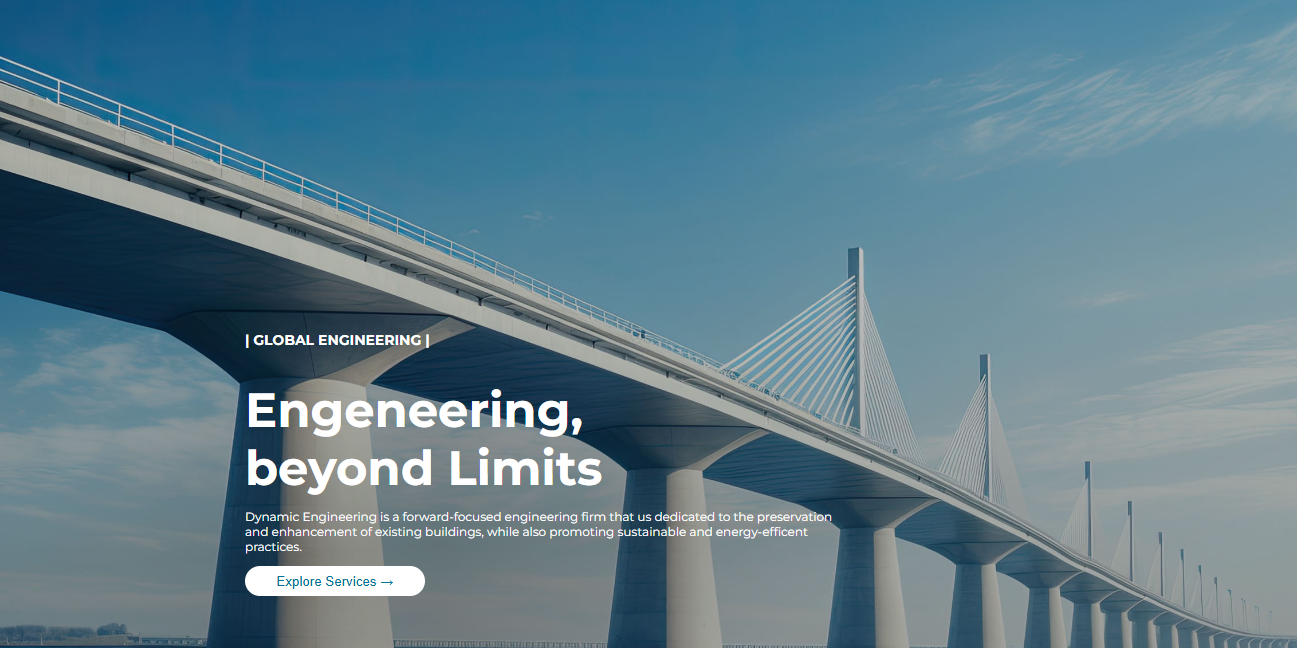 | GLOBAL ENGINEERING |
Engeneering,
beyond Limits
Dynamic Engineering is a forward-focused engineering firm that us dedicated to the preservation
and enhancement of existing buildings, while also promoting sustainable and energy-efficent
practices.
Explore Services →